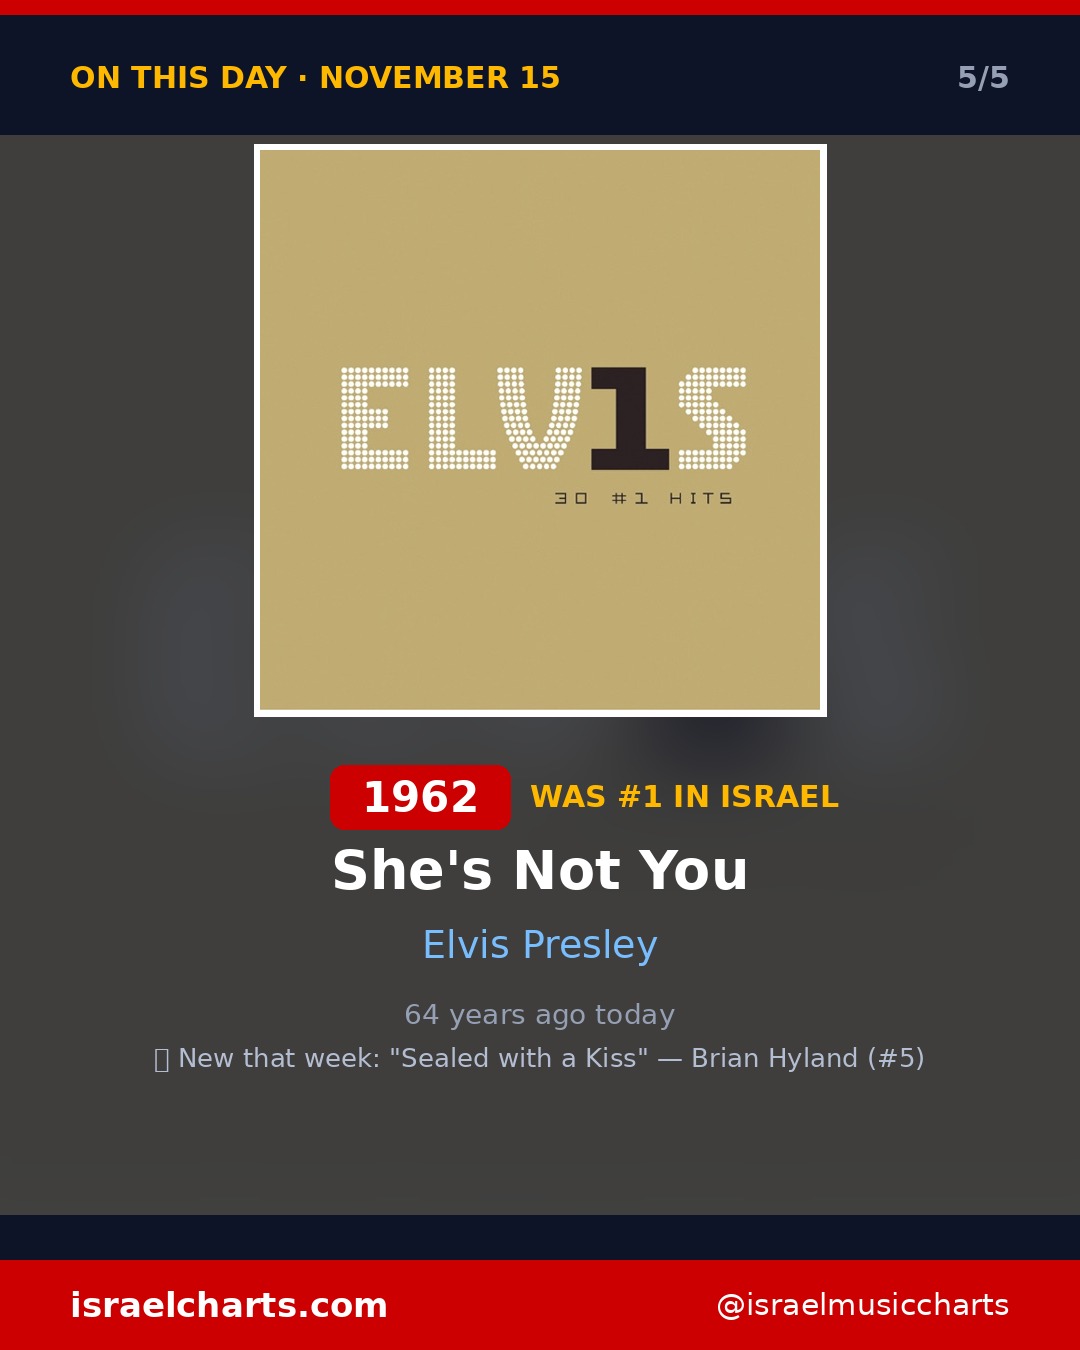 ON THIS DAY · NOVEMBER 15
5/5
ELV1S
30 #1 HITS
1962 WAS #1 IN ISRAEL
She's Not You
Elvis Presley
64 years ago today
New that week: "Sealed with a Kiss" — Brian Hyland (#5)
israelcharts.com
@israelmusiccharts